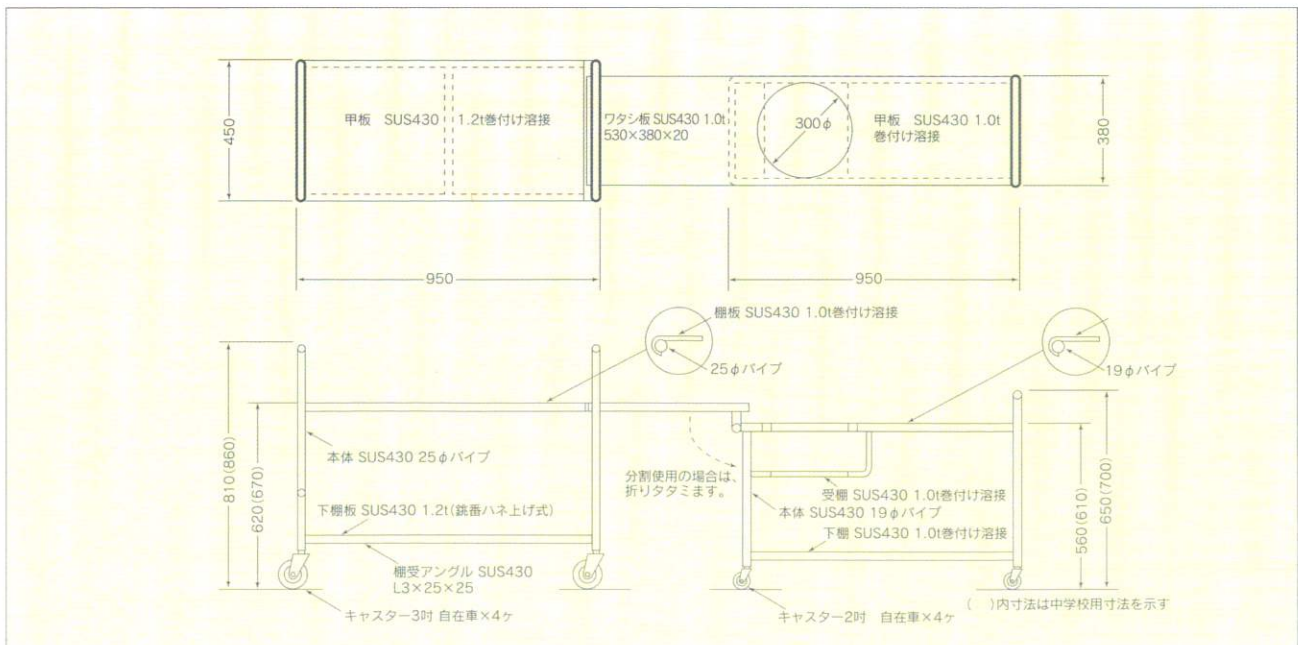 450
甲板 SUS430 1.2t巻付け溶接
ワタシ板 SUS430 1.0t
530×380×20
300φ
甲板 SUS430 1.0t
巻付け溶接
380
950
950
棚板 SUS430 1.0t巻付け溶接
25φパイプ
19φパイプ
810(860)
620(670)
本体 SUS430 25φパイプ
分割使用の場合は、
折りタタミます。
受棚 SUS430 1.0t巻付け溶接
本体 SUS430 19φパイプ
下棚板 SUS430 1.2t(跳番ハネ上げ式)
下棚 SUS430 1.0t巻付け溶接
560(610)
650(700)
棚受アングル SUS430
L3×25×25
キャスター3吋 自在車×4ヶ
キャスター2吋 自在車×4ヶ
( )内寸法は中学校用寸法を示す